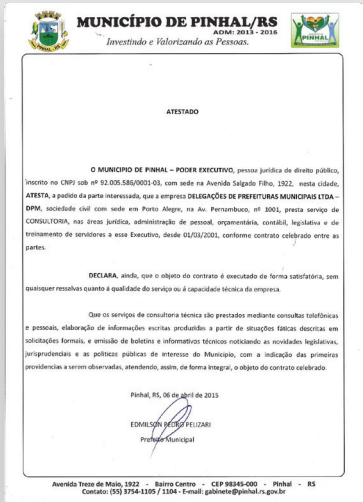 MUNICÍPIO DE PINHAL/RS
ADM: 2013 - 2016
Investindo e Valorizando as Pessoas.
PINHAL
ATESTADO
O MUNICIPIO DE PINHAL – PODER EXECUTIVO, pessoa jurídica de direito público,
inscrito no CNPJ sob nº 92.005.586/0001-03, com sede na Avenida Salgado Filho, 1922, nesta cidade,
ATESTA, a pedido da parte interessada, que a empresa DELEGAÇÕES DE PREFEITURAS MUNICIPAIS LTDA –
DPM, sociedade civil com sede em Porto Alegre, na Av. Pernambuco, nº 1001, presta serviço de
CONSULTORIA, nas áreas jurídica, administração de pessoal, orçamentária, contábil, legislativa e de
treinamento de servidores a esse Executivo, desde 01/03/2001, conforme contrato celebrado entre as
partes.
DECLARA, ainda, que o objeto do contrato é executado de forma satisfatória, sem
quaisquer ressalvas quanto á qualidade do serviço ou á capacidade técnica da empresa.
Que os serviços de consultoria técnica são prestados mediante consultas telefônicas
e pessoais, elaboração de informações escritas produzidas a partir de situações fáticas descritas em
solicitações formais, e emissão de boletins e informativos técnicos noticiando as novidades legislativas,
jurisprudenciais e as políticas públicas de interesse do Município, com a indicação das primeiras
providencias a serem observadas, atendendo, assim, de forma integral, o objeto do contrato celebrado.
Pinhal, RS, 06 de abril de 2015
EDMILSON PEDRO PELIZARI
Prefeito Municipal
Avenida Treze de Maio, 1922 - Bairro Centro - CEP 98345-000 - Pinhal - RS
Contato: (55) 3754-1105 / 1104 - E-mail: gabinete@pinhal.rs.gov.br